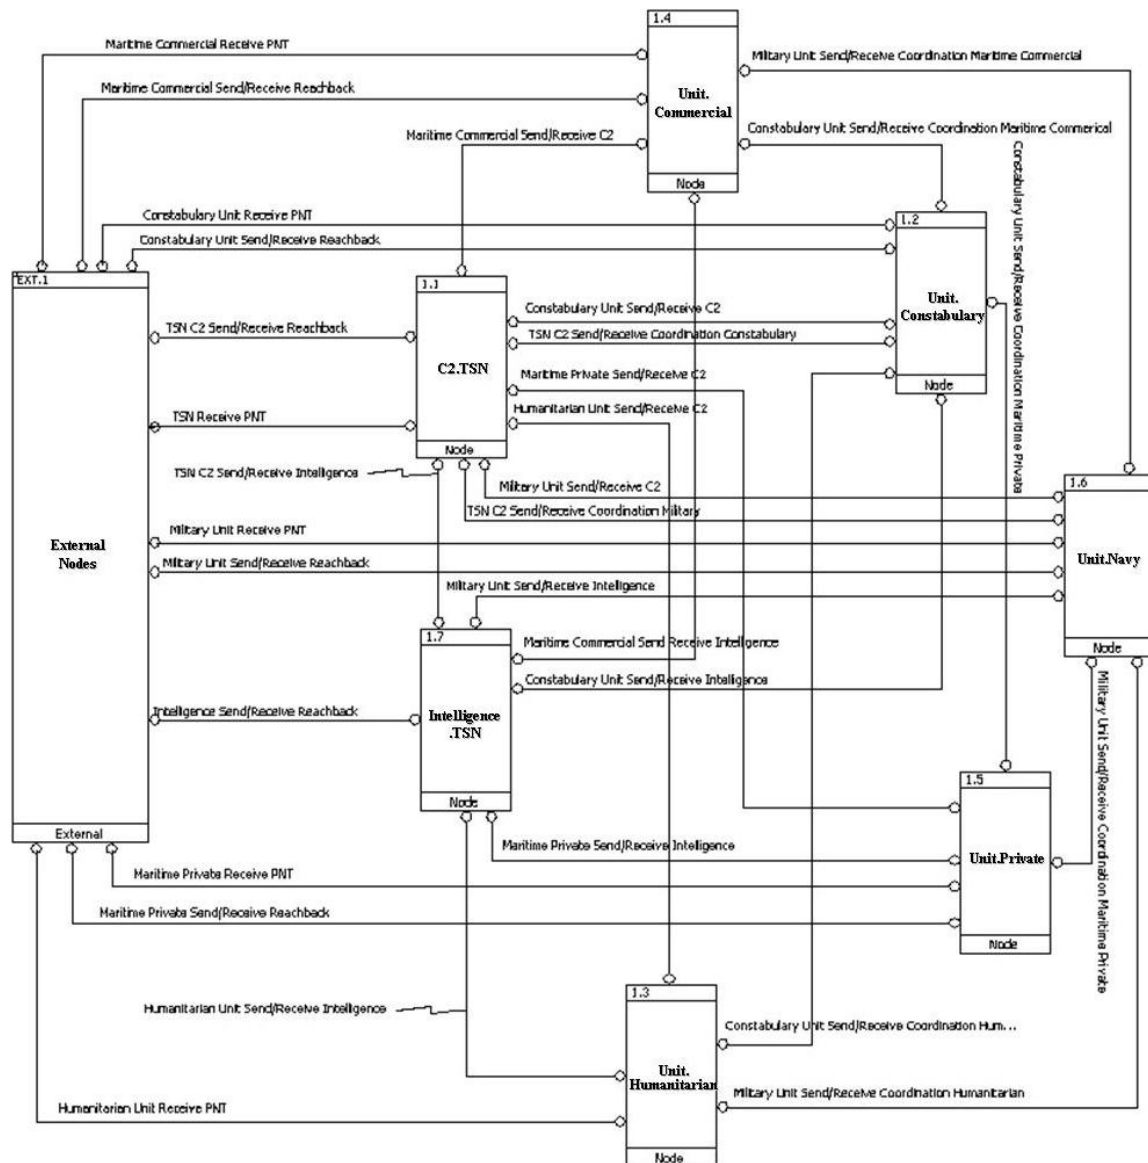 1.4
Maritime Commercial Receive PNT
Military Unit Send/Receive Coordination Maritime Commercial
Maritime Commercial Send/Receive Reachback
Unit.
Commercial
Maritime Commercial Send/Receive C2
Constabulary Unit Send/Receive Coordination Maritime Commerical
Node
Constabulary Unit Send/Receive Coordination Maritime Private
Constabulary Unit Receive PNT
1.2
Constabulary Unit Send/Receive Reachback
EXT.1
1.1
Unit.
Constabulary
Constabulary Unit Send/Receive C2
TSN C2 Send/Receive Reachback
TSN C2 Send/Receive Coordination Constabulary
C2.TSN
Maritime Private Send/Receive C2
Node
TSN Receive PNT
Humanitarian Unit Send/Receive C2
Node
TSN C2 Send/Receive Intelligence
Military Unit Send/Receive C2
1.6
TSN C2 Send/Receive Coordination Military
Military Unit Receive PNT
External
Nodes
Unit.Navy
Military Unit Send/Receive Reachback
Military Unit Send/Receive Intelligence
1.7
Maritime Commercial Send Receive Intelligence
Node
Constabulary Unit Send/Receive Intelligence
Military Unit Send/Receive Coordination Maritime Private
Intelligence Send/Receive Reachback
Intelligence
.TSN
1.5
Node
External
Maritime Private Send/Receive Intelligence
Unit.Private
Maritime Private Receive PNT
Maritime Private Send/Receive Reachback
Node
1.3
Humanitarian Unit Send/Receive Intelligence
Constabulary Unit Send/Receive Coordination Hum...
Unit.
Humanitarian
Military Unit Send/Receive Coordination Humanitarian
Humanitarian Unit Receive PNT
Node